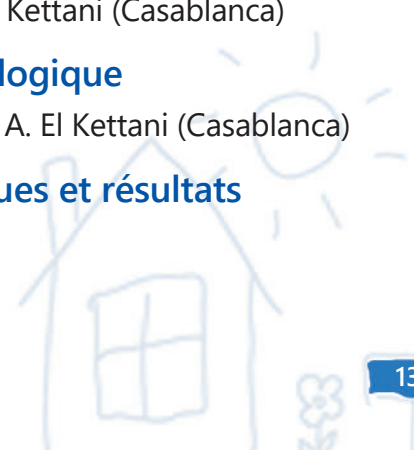 Kettani (Casablanca)
logique
A. El Kettani (Casablanca)
ues et résultats
13